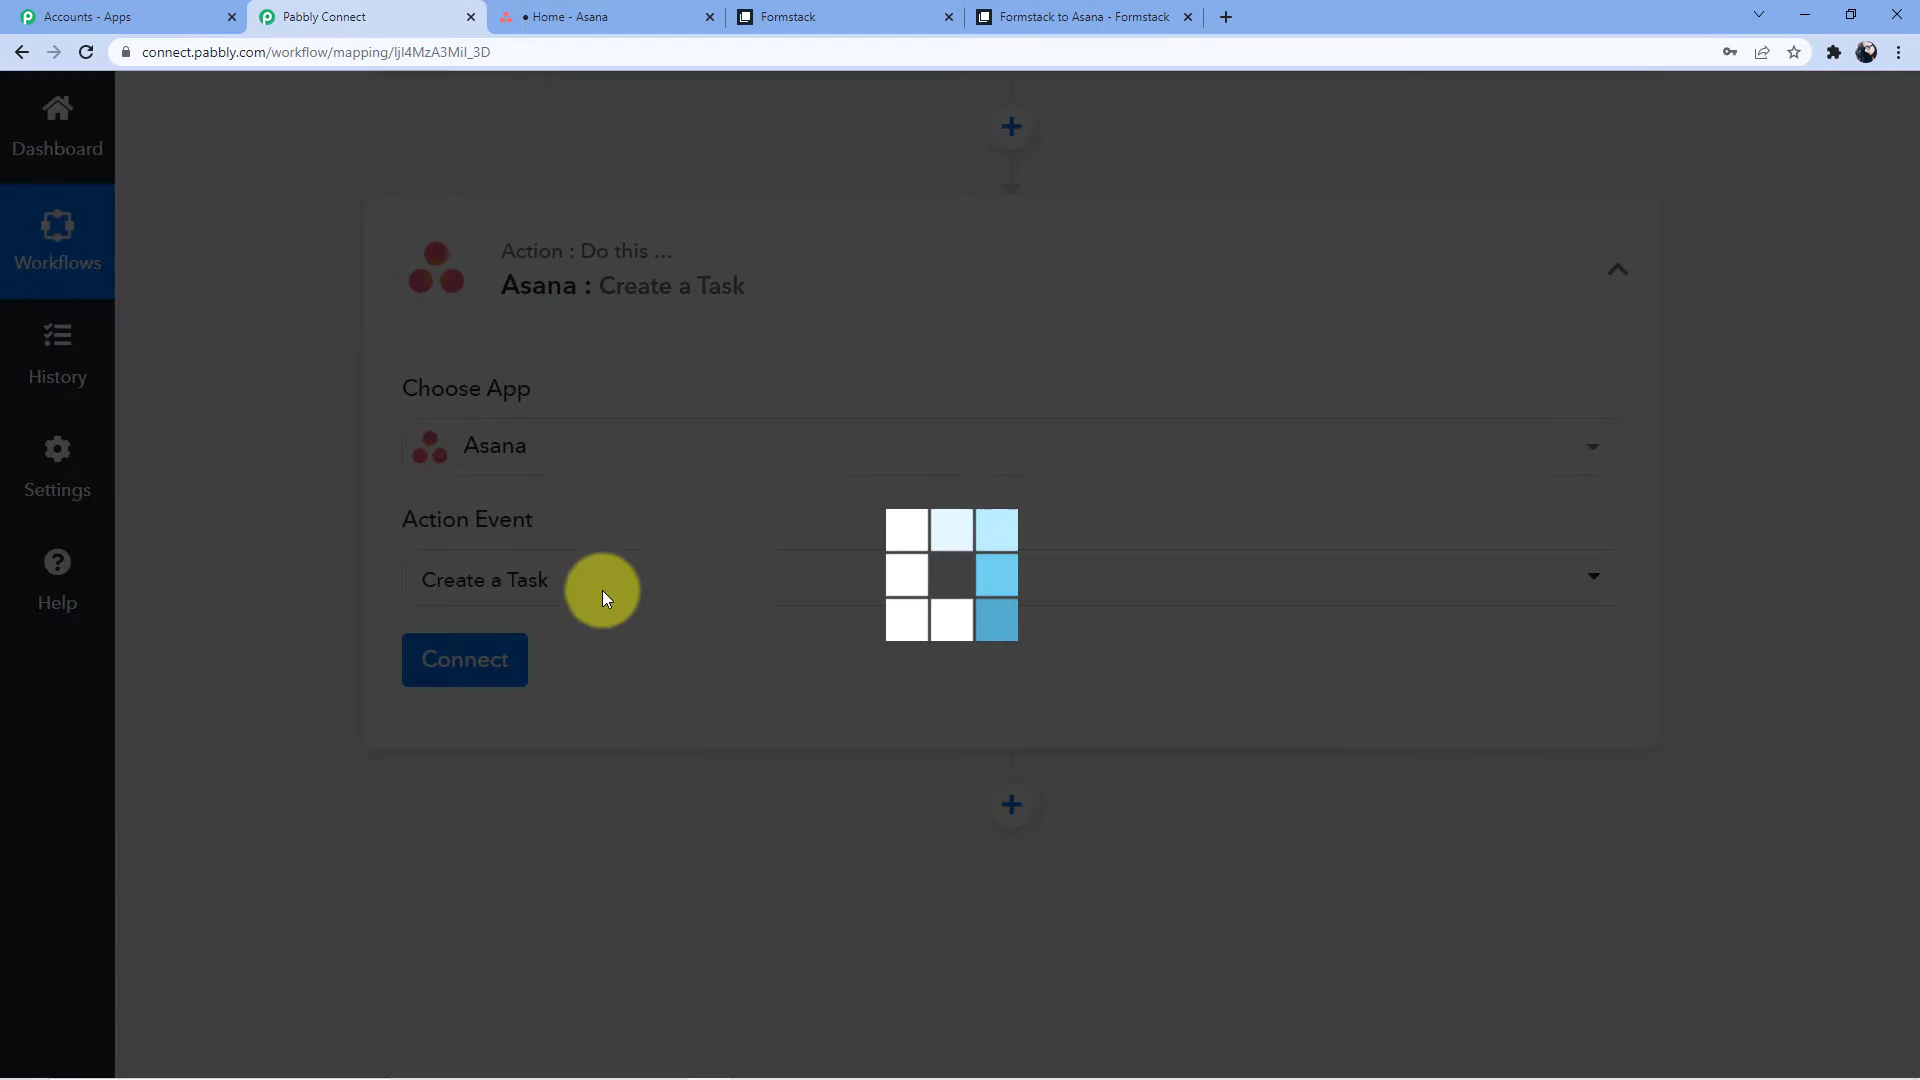 Accounts - Apps
Pabbly Connect
• Home - Asana
Formstack
Formstack to Asana - Formstack
connect.pabbly.com/workflow/mapping/IjI4MzA3MiI_3D
Dashboard
Workflows
History
Settings
Help
Action : Do this ...
Asana : Create a Task
Choose App
Asana
Action Event
Create a Task
Connect